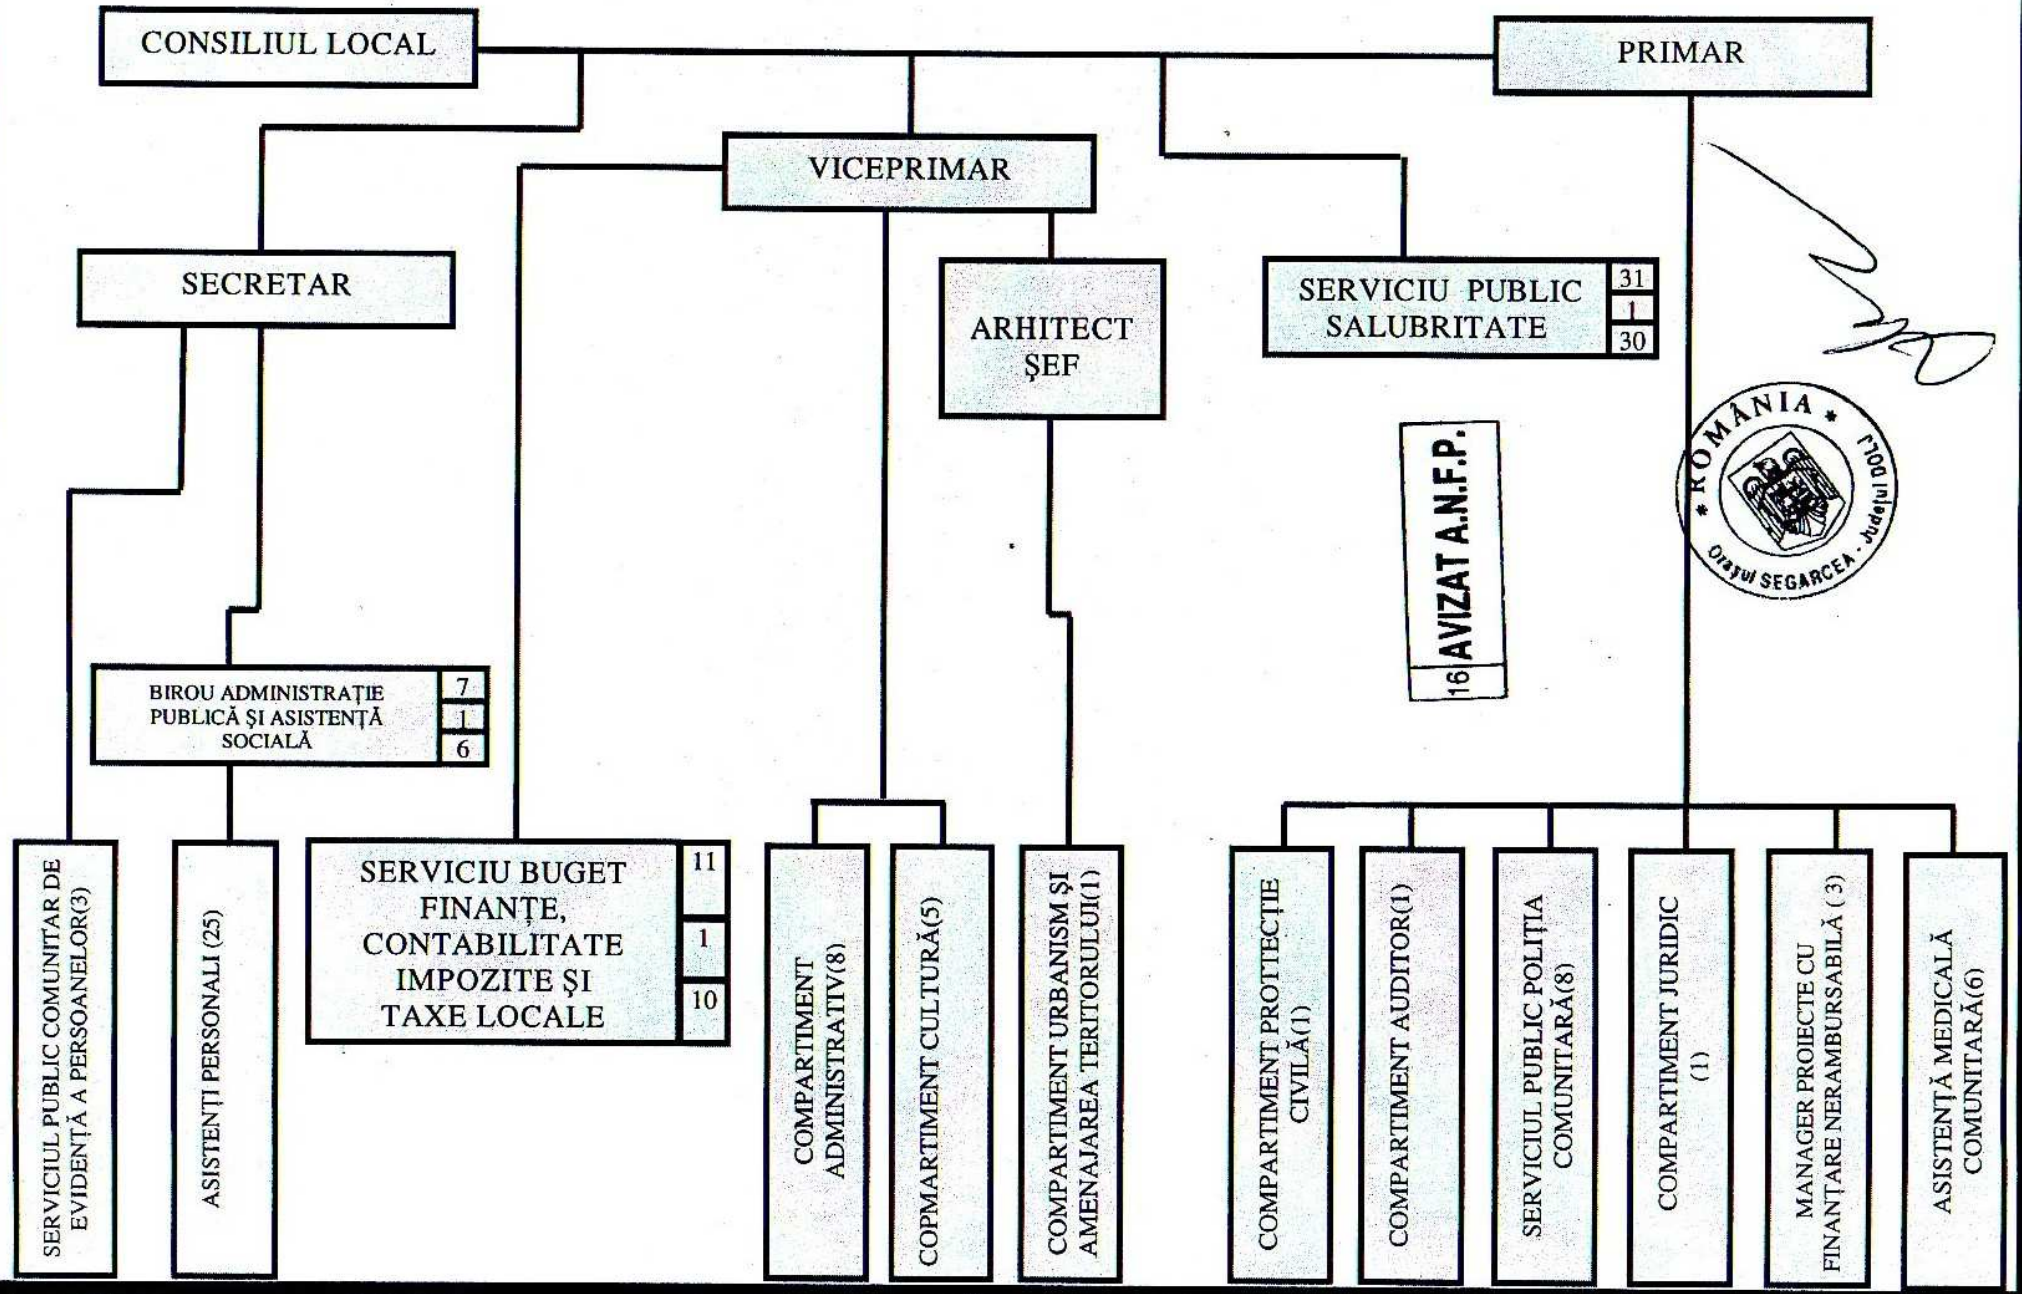 CONSILIUL LOCAL
PRIMAR
VICEPRIMAR
SECRETAR
ARHITECT
ŞEF
SERVICIU PUBLIC
SALUBRITATE
31
1
30
* ROMÂNIA *
Oraşul SEGARCEA - Judeţul DOLJ
16 AVIZAT A.N.F.P.
BIROU ADMINISTRAŢIE
PUBLICĂ ŞI ASISTENŢĂ
SOCIALĂ
7
1
6
SERVICIUL PUBLIC COMUNITAR DE
EVIDENŢĂ A PERSOANELOR(3)
ASISTENŢI PERSONALI (25)
SERVICIU BUGET
FINANŢE,
CONTABILITATE
IMPOZITE ŞI
TAXE LOCALE
11
1
10
COMPARTIMENT
ADMINISTRATIV(8)
COPMARTIMENT CULTURĂ(5)
COMPARTIMENT URBANISM ŞI
AMENAJAREA TERITORIULUI(1)
COMPARTIMENT PROTTECŢIE
CIVILĂ(1)
COMPARTIMENT AUDITOR(1)
SERVICIUL PUBLIC POLIŢIA
COMUNITARĂ(8)
COMPARTIMENT JURIDIC
(1)
MANAGER PROIECTE CU
FINANŢARE NERAMBURSABILĂ ( 3)
ASISTENŢĂ MEDICALĂ
COMUNITARĂ(6)